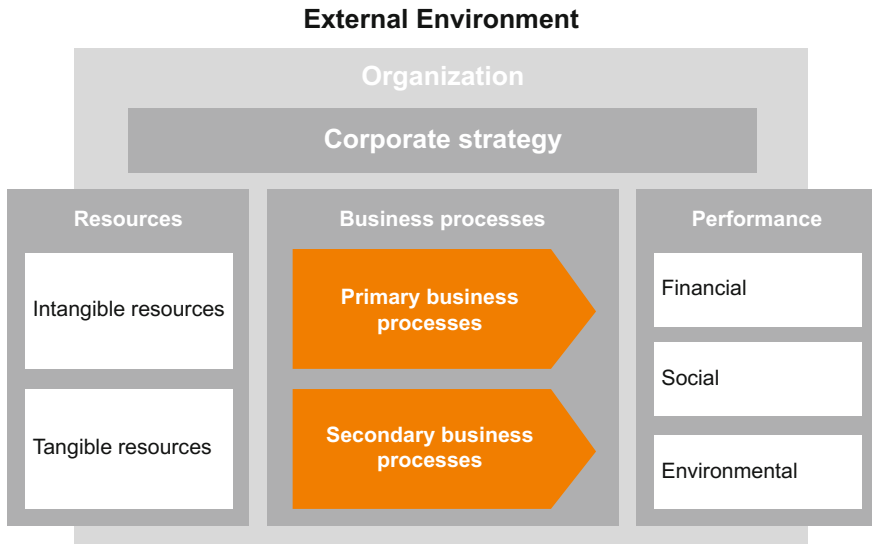 External Environment
Organization
Corporate strategy
Resources
Intangible resources
Tangible resources
Business processes
Primary business
processes
Secondary business
processes
Performance
Financial
Social
Environmental